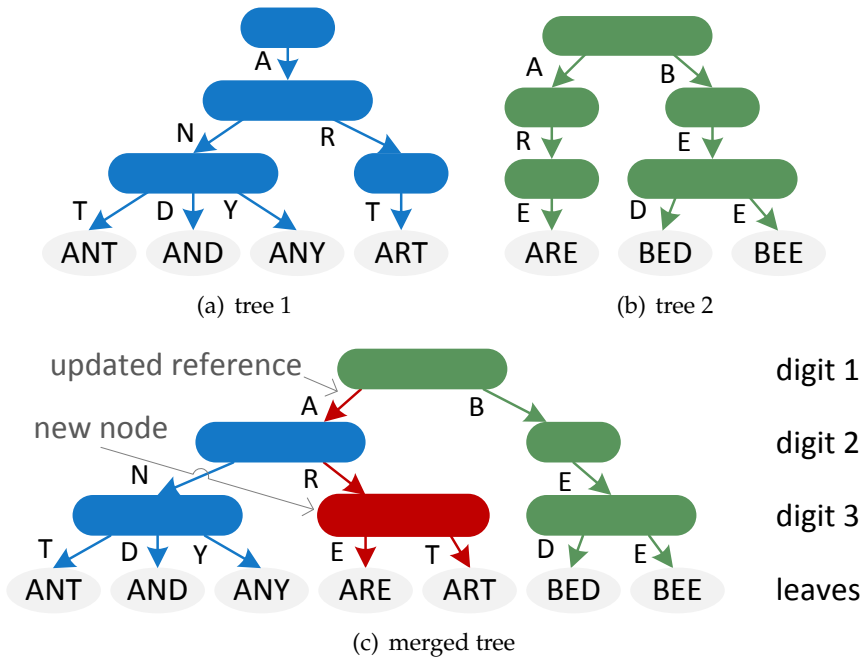 A
A B
N R
R E
T D Y T
E D E
ANT AND ANY ART ARE BED BEE
(a) tree 1
(b) tree 2
updated reference
digit 1
A B
new node
digit 2
N R E
digit 3
T D Y E T D E
ANT AND ANY ARE ART BED BEE
leaves
(c) merged tree